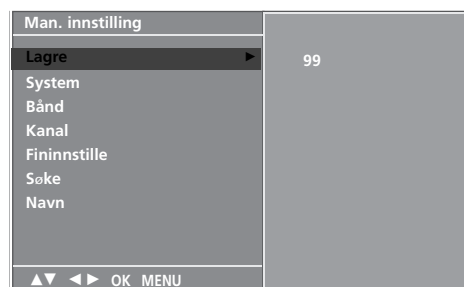 Man. innstilling
Lagre ► 99
System
Bånd
Kanal
Fininnstille
Søke
Navn
▲▼ ◄► OK MENU